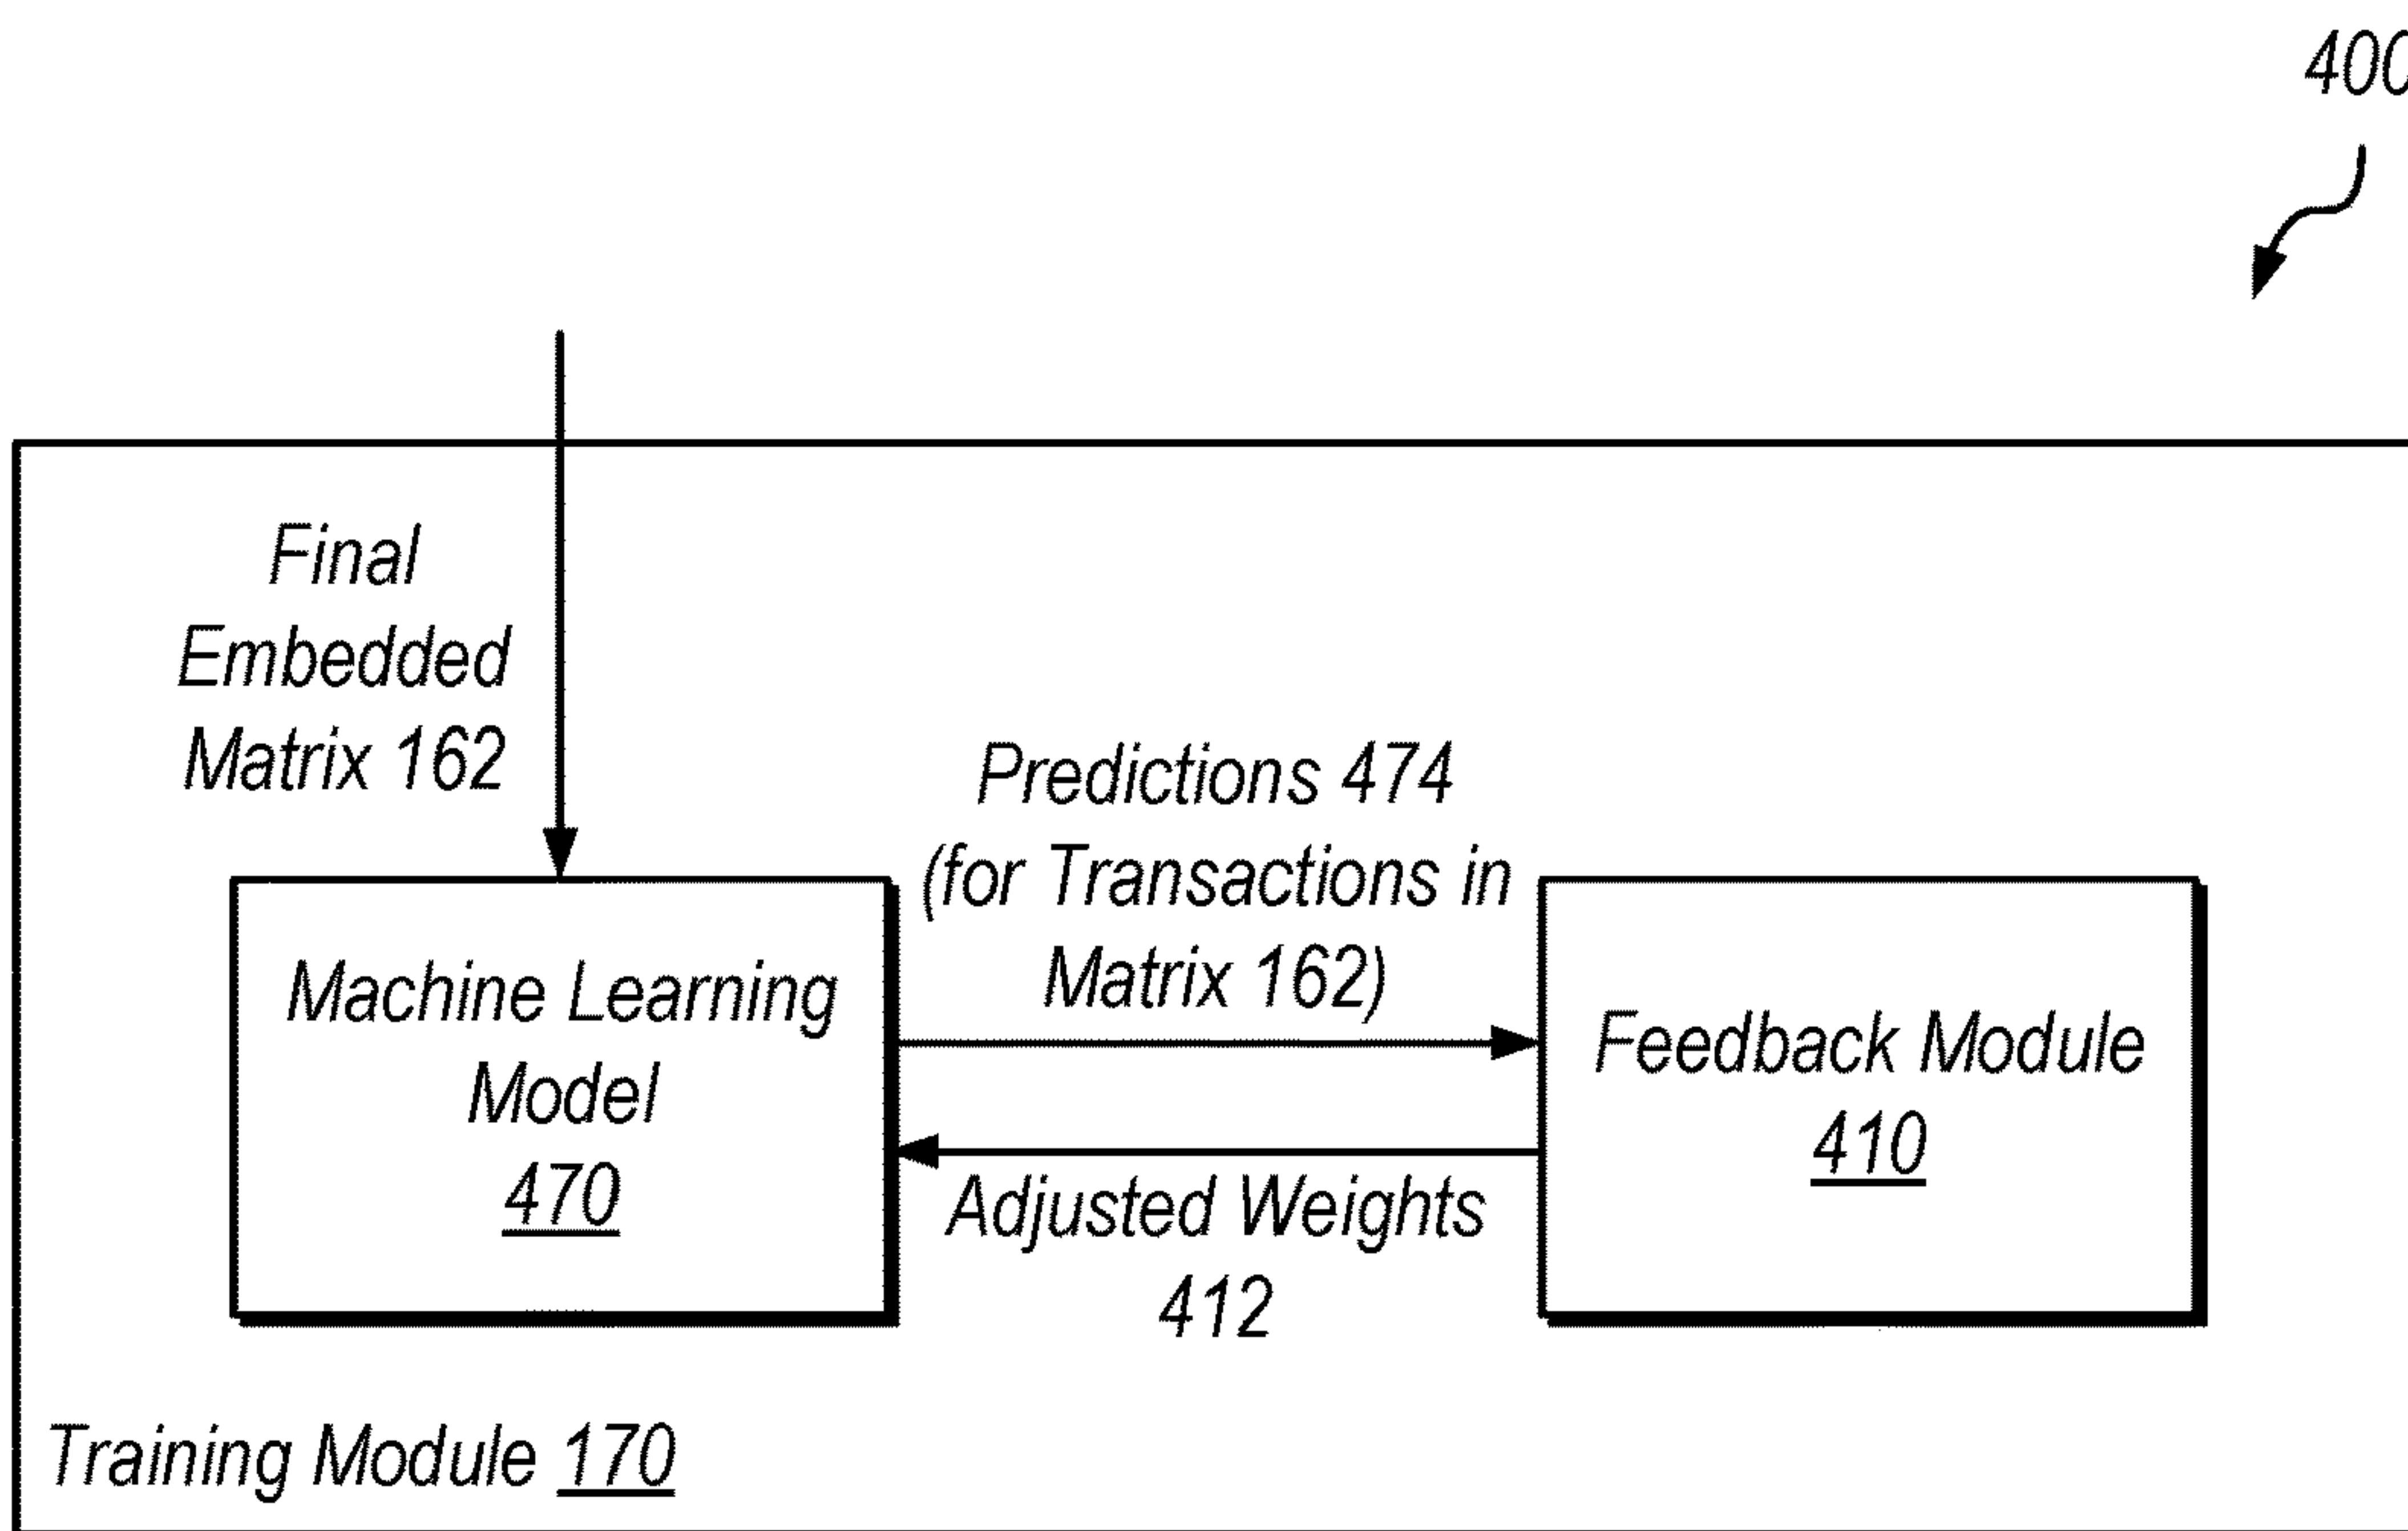 400
Final
Embedded
Matrix 162
Predictions 474
(for Transactions in
Matrix 162)
Machine Learning
Model
470
Feedback Module
410
Adjusted Weights
412
Training Module 170